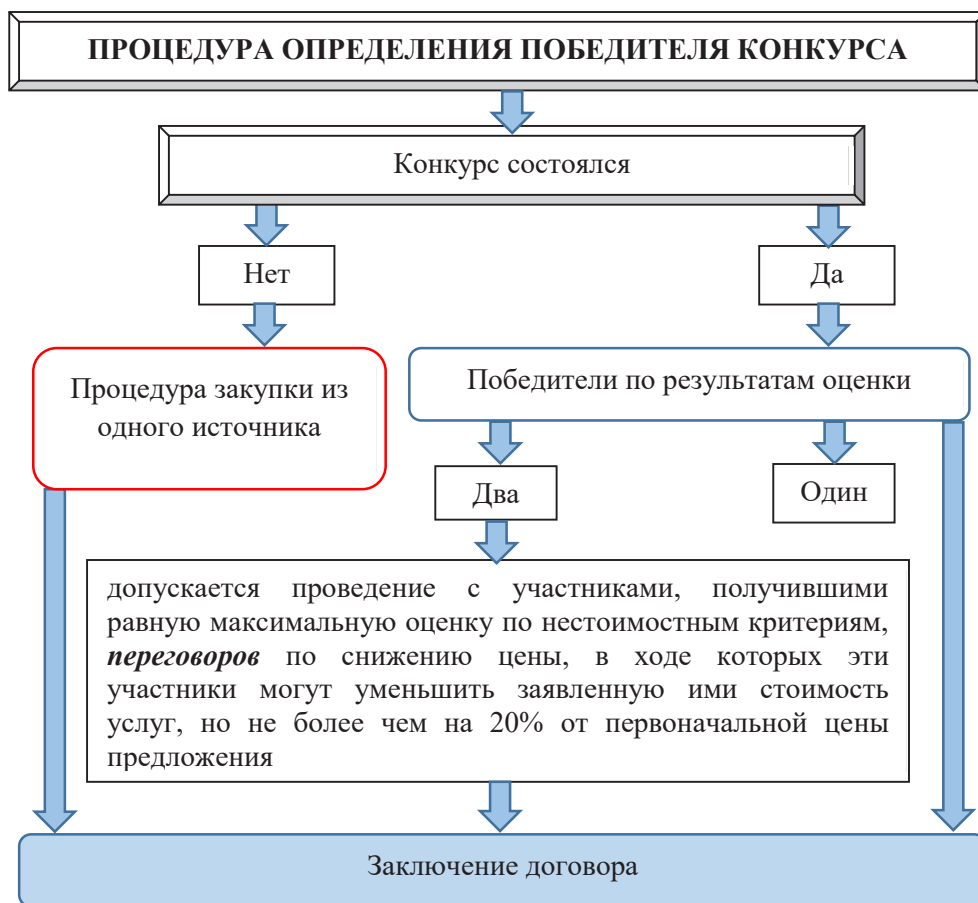 ПРОЦЕДУРА ОПРЕДЕЛЕНИЯ ПОБЕДИТЕЛЯ КОНКУРСА
Конкурс состоялся
Нет
Да
Процедура закупки из
одного источника
Победители по результатам оценки
Два
Один
допускается проведение с участниками, получившими
равную максимальную оценку по нестоимостным критериям,
переговоров по снижению цены, в ходе которых эти
участники могут уменьшить заявленную ими стоимость
услуг, но не более чем на 20% от первоначальной цены
предложения
Заключение договора